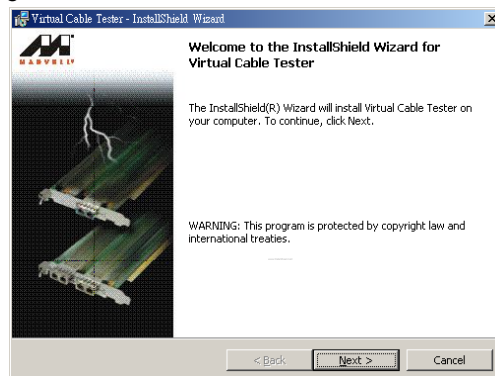 Virtual Cable Tester - InstallShield Wizard
MARVELL
Welcome to the InstallShield Wizard for
Virtual Cable Tester
The InstallShield(R) Wizard will install Virtual Cable Tester on
your computer. To continue, click Next.
WARNING: This program is protected by copyright law and
international treaties.
< Back
Next >
Cancel